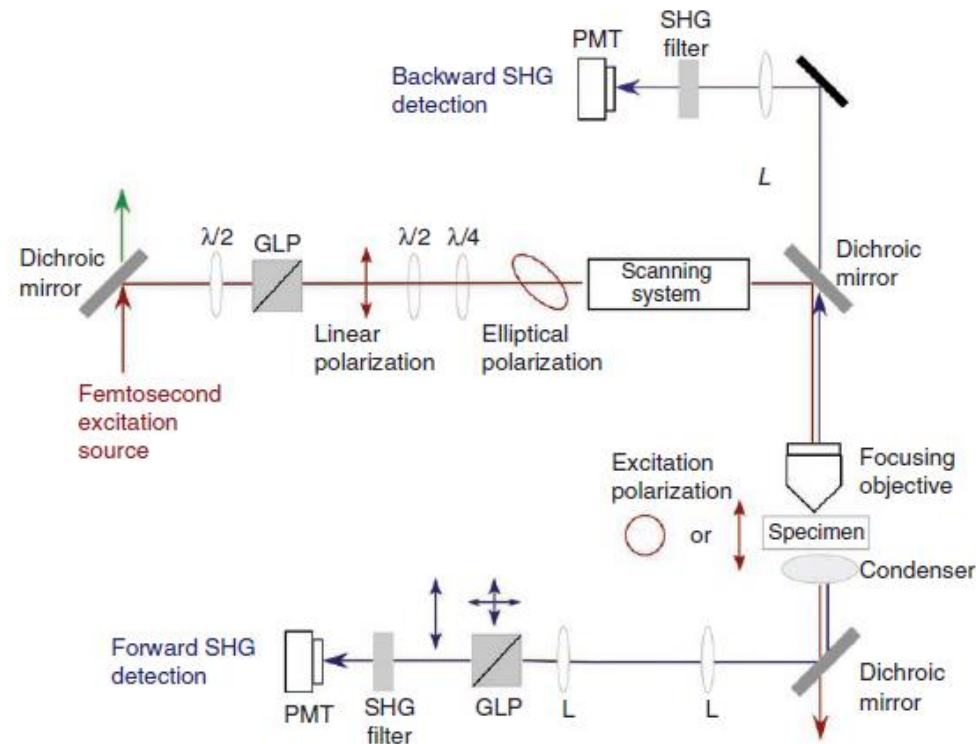 SHG
filter
PMT
Backward SHG
detection
L
Dichroic
mirror
λ/2
GLP
λ/2
λ/4
Scanning
system
Dichroic
mirror
Linear
polarization
Elliptical
polarization
Femtosecond
excitation
source
Excitation
polarization
or
Focusing
objective
Specimen
Condenser
Forward SHG
detection
PMT
SHG
filter
GLP
L
L
Dichroic
mirror